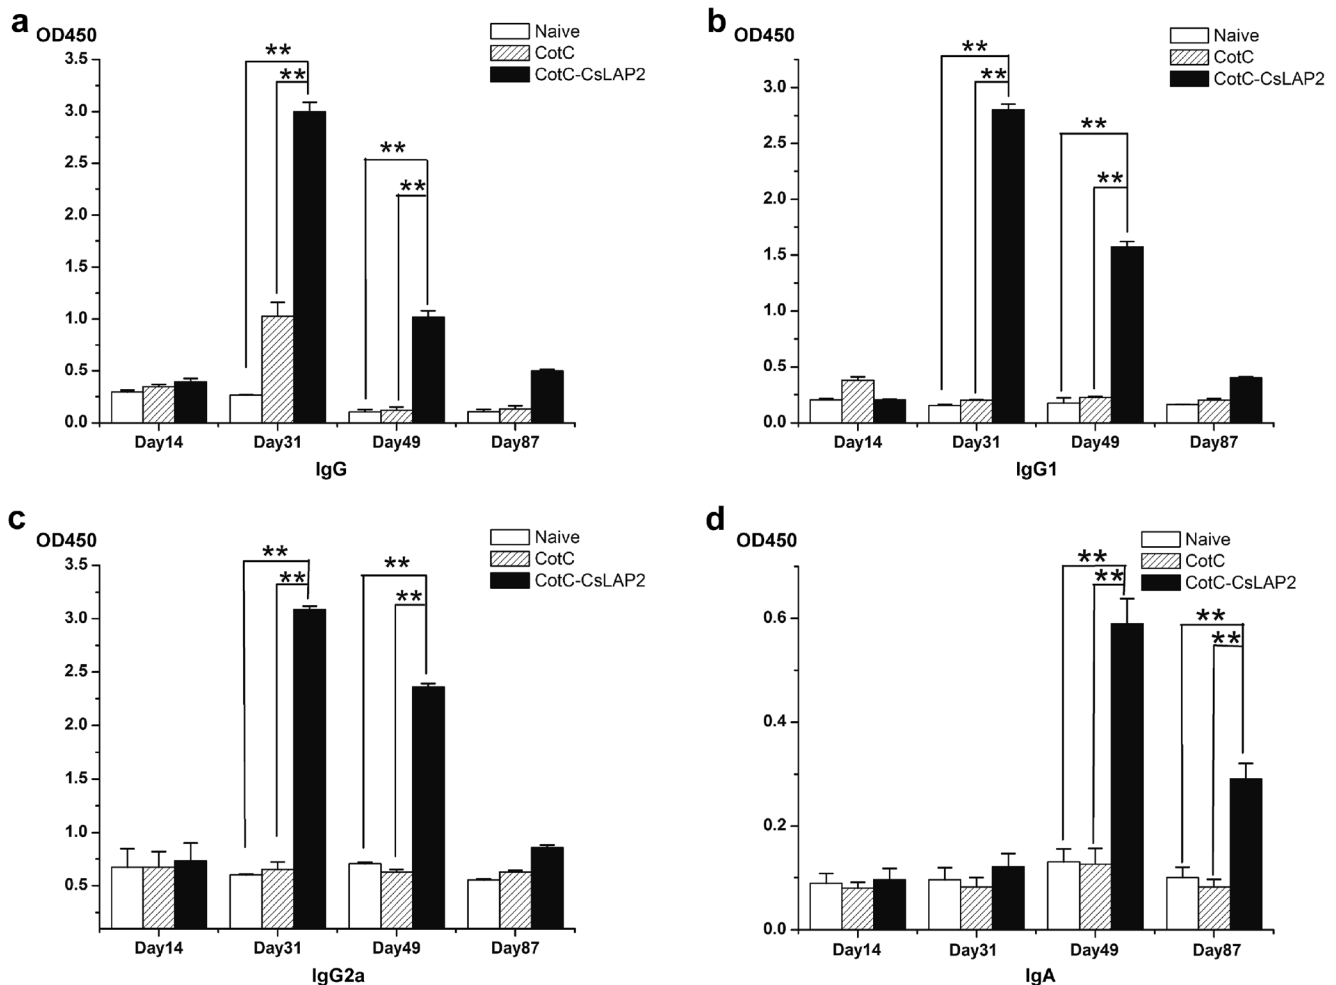 a
OD450
Naive
CotC
CotC-CsLAP2
3.5
3.0
2.5
2.0
1.5
1.0
0.5
0.0
**
**
**
**
Day14 Day31 Day49 Day87
IgG
b
OD450
Naive
CotC
CotC-CsLAP2
3.0
2.5
2.0
1.5
1.0
0.5
0.0
**
**
**
**
Day14 Day31 Day49 Day87
IgG1
c
OD450
Naive
CotC
CotC-CsLAP2
3.5
3.0
2.5
2.0
1.5
1.0
0.5
**
**
**
**
Day14 Day31 Day49 Day87
IgG2a
d
OD450
Naive
CotC
CotC-CsLAP2
0.6
0.4
0.2
0.0
**
**
**
**
Day14 Day31 Day49 Day87
IgA